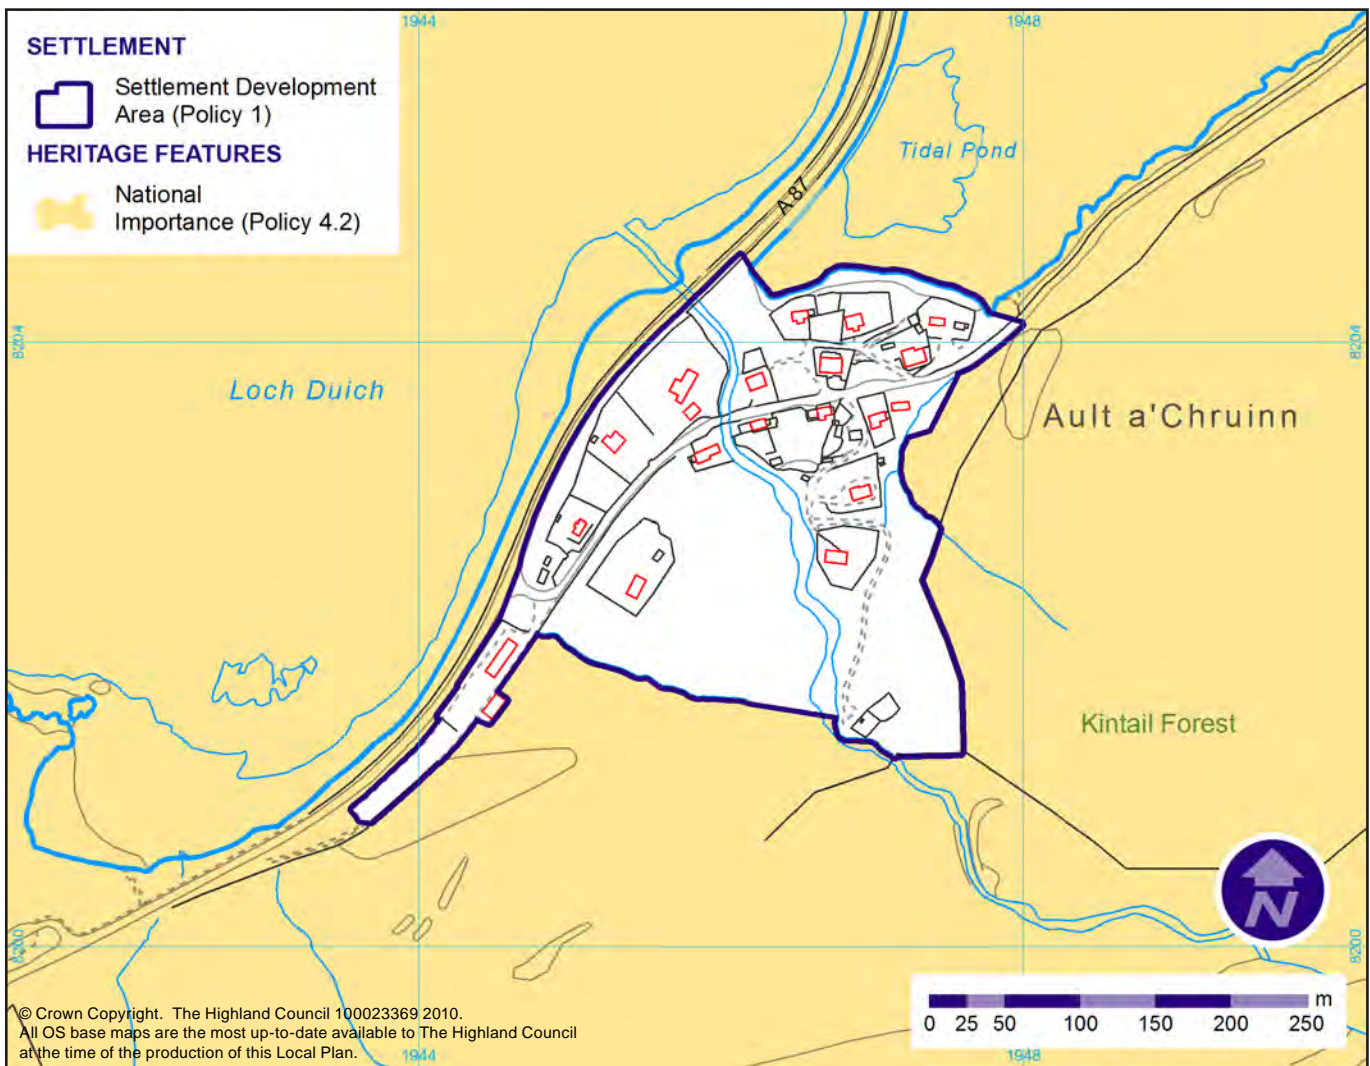 1944
1948
SETTLEMENT
Settlement Development
Area (Policy 1)
HERITAGE FEATURES
National
Importance (Policy 4.2)
Tidal Pond
A 87
8204
8204
Loch Duich
Ault a'Chruinn
Kintail Forest
N
8200
8200
m
0 25 50 100 150 200 250
© Crown Copyright. The Highland Council 100023369 2010.
All OS base maps are the most up-to-date available to The Highland Council
at the time of the production of this Local Plan.
1944
1948